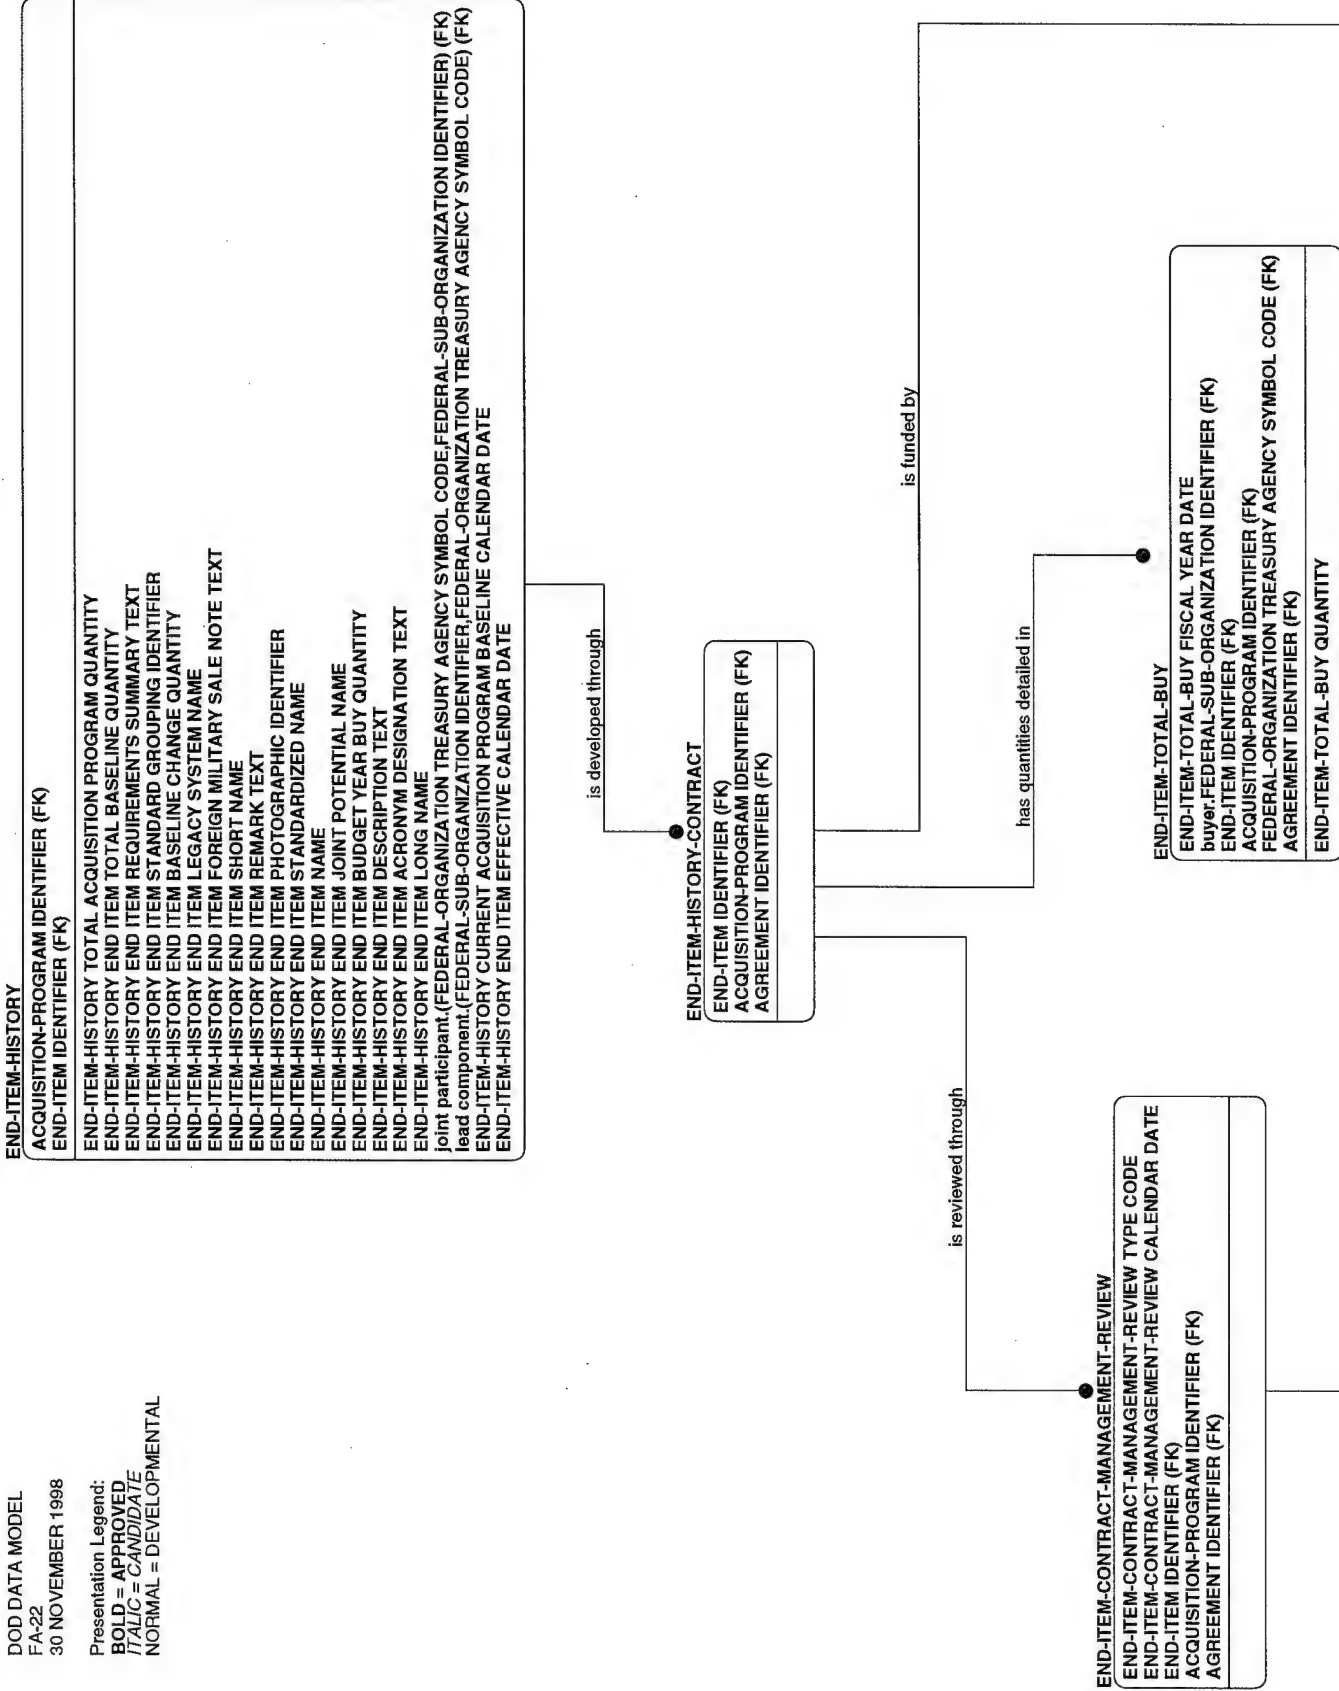 DOD DATA MODEL
FA-22
30 NOVEMBER 1998
Presentation Legend:
BOLD = APPROVED
ITALIC = CANDIDATE
NORMAL = DEVELOPMENTAL
END-ITEM-HISTORY
ACQUISITION-PROGRAM IDENTIFIER (FK)
END-ITEM IDENTIFIER (FK)
END-ITEM-HISTORY TOTAL ACQUISITION PROGRAM QUANTITY
END-ITEM-HISTORY END ITEM TOTAL BASELINE QUANTITY
END-ITEM-HISTORY END ITEM REQUIREMENTS SUMMARY TEXT
END-ITEM-HISTORY END ITEM STANDARD GROUPING IDENTIFIER
END-ITEM-HISTORY END ITEM BASELINE CHANGE QUANTITY
END-ITEM-HISTORY END ITEM LEGACY SYSTEM NAME
END-ITEM-HISTORY END ITEM FOREIGN MILITARY SALE NOTE TEXT
END-ITEM-HISTORY END ITEM SHORT NAME
END-ITEM-HISTORY END ITEM REMARK TEXT
END-ITEM-HISTORY END ITEM PHOTOGRAPHIC IDENTIFIER
END-ITEM-HISTORY END ITEM STANDARDIZED NAME
END-ITEM-HISTORY END ITEM NAME
END-ITEM-HISTORY END ITEM JOINT POTENTIAL NAME
END-ITEM-HISTORY END ITEM BUDGET YEAR BUY QUANTITY
END-ITEM-HISTORY END ITEM DESCRIPTION TEXT
END-ITEM-HISTORY END ITEM ACRONYM DESIGNATION TEXT
END-ITEM-HISTORY END ITEM LONG NAME
joint participant.(FEDERAL-ORGANIZATION TREASURY AGENCY SYMBOL CODE,FEDERAL-SUB-ORGANIZATION IDENTIFIER) (FK)
lead component.(FEDERAL-SUB-ORGANIZATION IDENTIFIER,FEDERAL-ORGANIZATION TREASURY AGENCY SYMBOL CODE) (FK)
END-ITEM-HISTORY CURRENT ACQUISITION PROGRAM BASELINE CALENDAR DATE
END-ITEM-HISTORY END ITEM EFFECTIVE CALENDAR DATE
is developed through
END-ITEM-HISTORY-CONTRACT
END-ITEM IDENTIFIER (FK)
ACQUISITION-PROGRAM IDENTIFIER (FK)
AGREEMENT IDENTIFIER (FK)
is funded by
is reviewed through
has quantities detailed in
END-ITEM-CONTRACT-MANAGEMENT-REVIEW
END-ITEM-CONTRACT-MANAGEMENT-REVIEW TYPE CODE
END-ITEM-CONTRACT-MANAGEMENT-REVIEW CALENDAR DATE
END-ITEM IDENTIFIER (FK)
ACQUISITION-PROGRAM IDENTIFIER (FK)
AGREEMENT IDENTIFIER (FK)
END-ITEM-TOTAL-BUY
END-ITEM-TOTAL-BUY FISCAL YEAR DATE
buyer.FEDERAL-SUB-ORGANIZATION IDENTIFIER (FK)
END-ITEM IDENTIFIER (FK)
ACQUISITION-PROGRAM IDENTIFIER (FK)
FEDERAL-ORGANIZATION TREASURY AGENCY SYMBOL CODE (FK)
AGREEMENT IDENTIFIER (FK)
END-ITEM-TOTAL-BUY QUANTITY